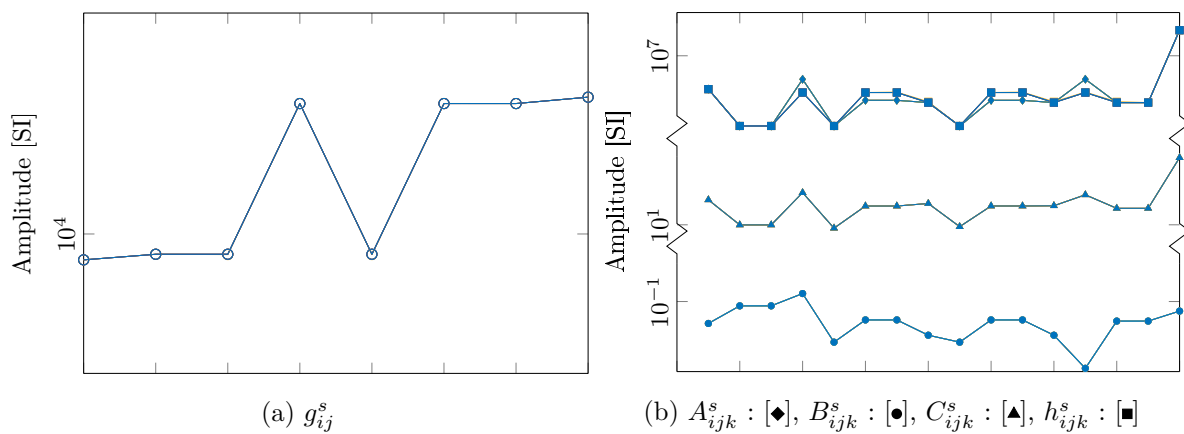 Amplitude [SI]
10^4
(a) g^s_{ij}
Amplitude [SI]
10^7
10^1
10^{-1}
(b) A^s_{ijk} : [◆], B^s_{ijk} : [●], C^s_{ijk} : [▲], h^s_{ijk} : [■]